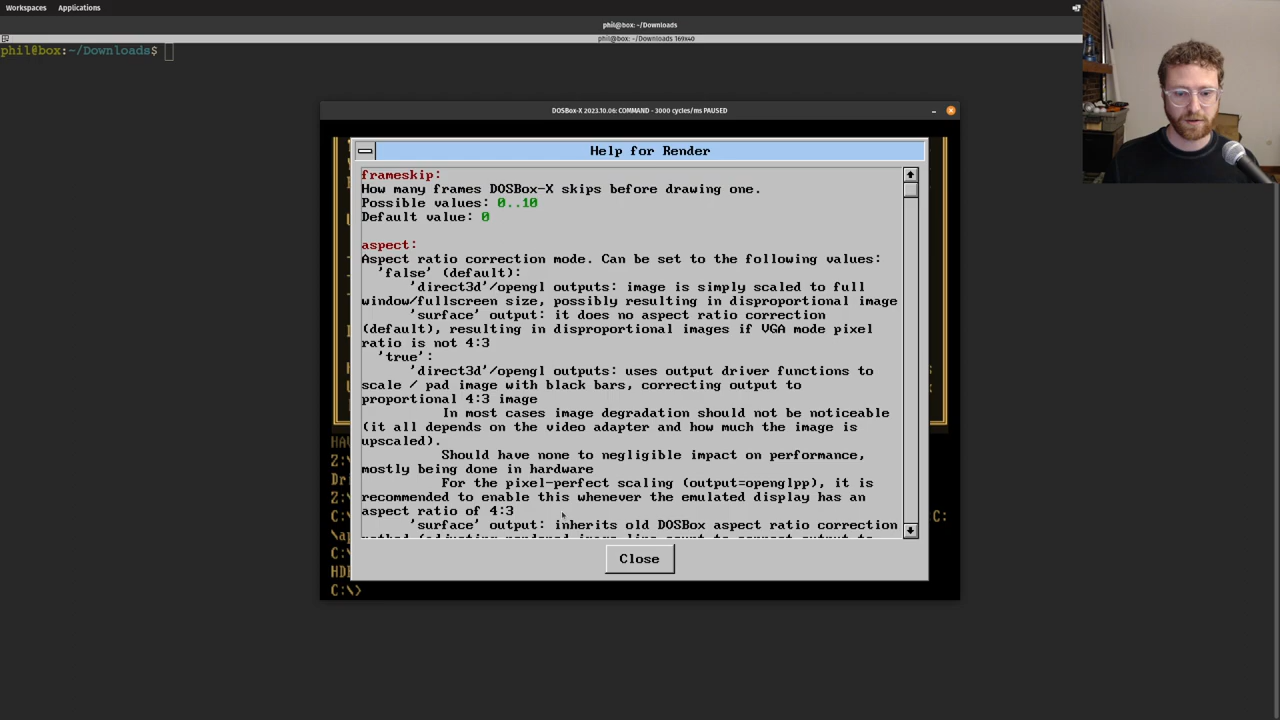 Workspaces Applications
phil@box: ~/Downloads
phil@box: ~/Downloads 169x40
phil@box:~/Downloads$
DOSBox-X 2023.10.06: COMMAND - 3000 cycles/ms PAUSED
Help for Render
frameskip:
How many frames DOSBox-X skips before drawing one.
Possible values: 0..10
Default value: 0
aspect:
Aspect ratio correction mode. Can be set to the following values:
'false' (default):
'direct3d'/opengl outputs: image is simply scaled to full
window/fullscreen size, possibly resulting in disproportional image
'surface' output: it does no aspect ratio correction
(default), resulting in disproportional images if VGA mode pixel
ratio is not 4:3
'true':
'direct3d'/opengl outputs: uses output driver functions to
scale / pad image with black bars, correcting output to
proportional 4:3 image
In most cases image degradation should not be noticeable
(it all depends on the video adapter and how much the image is
upscaled).
Should have none to negligible impact on performance,
mostly being done in hardware
For the pixel-perfect scaling (output=openglpp), it is
recommended to enable this whenever the emulated display has an
aspect ratio of 4:3
'surface' output: inherits old DOSBox aspect ratio correction
Close
HA
Z:
Dr
Z:
C:
\a
C:
HD
C:\>